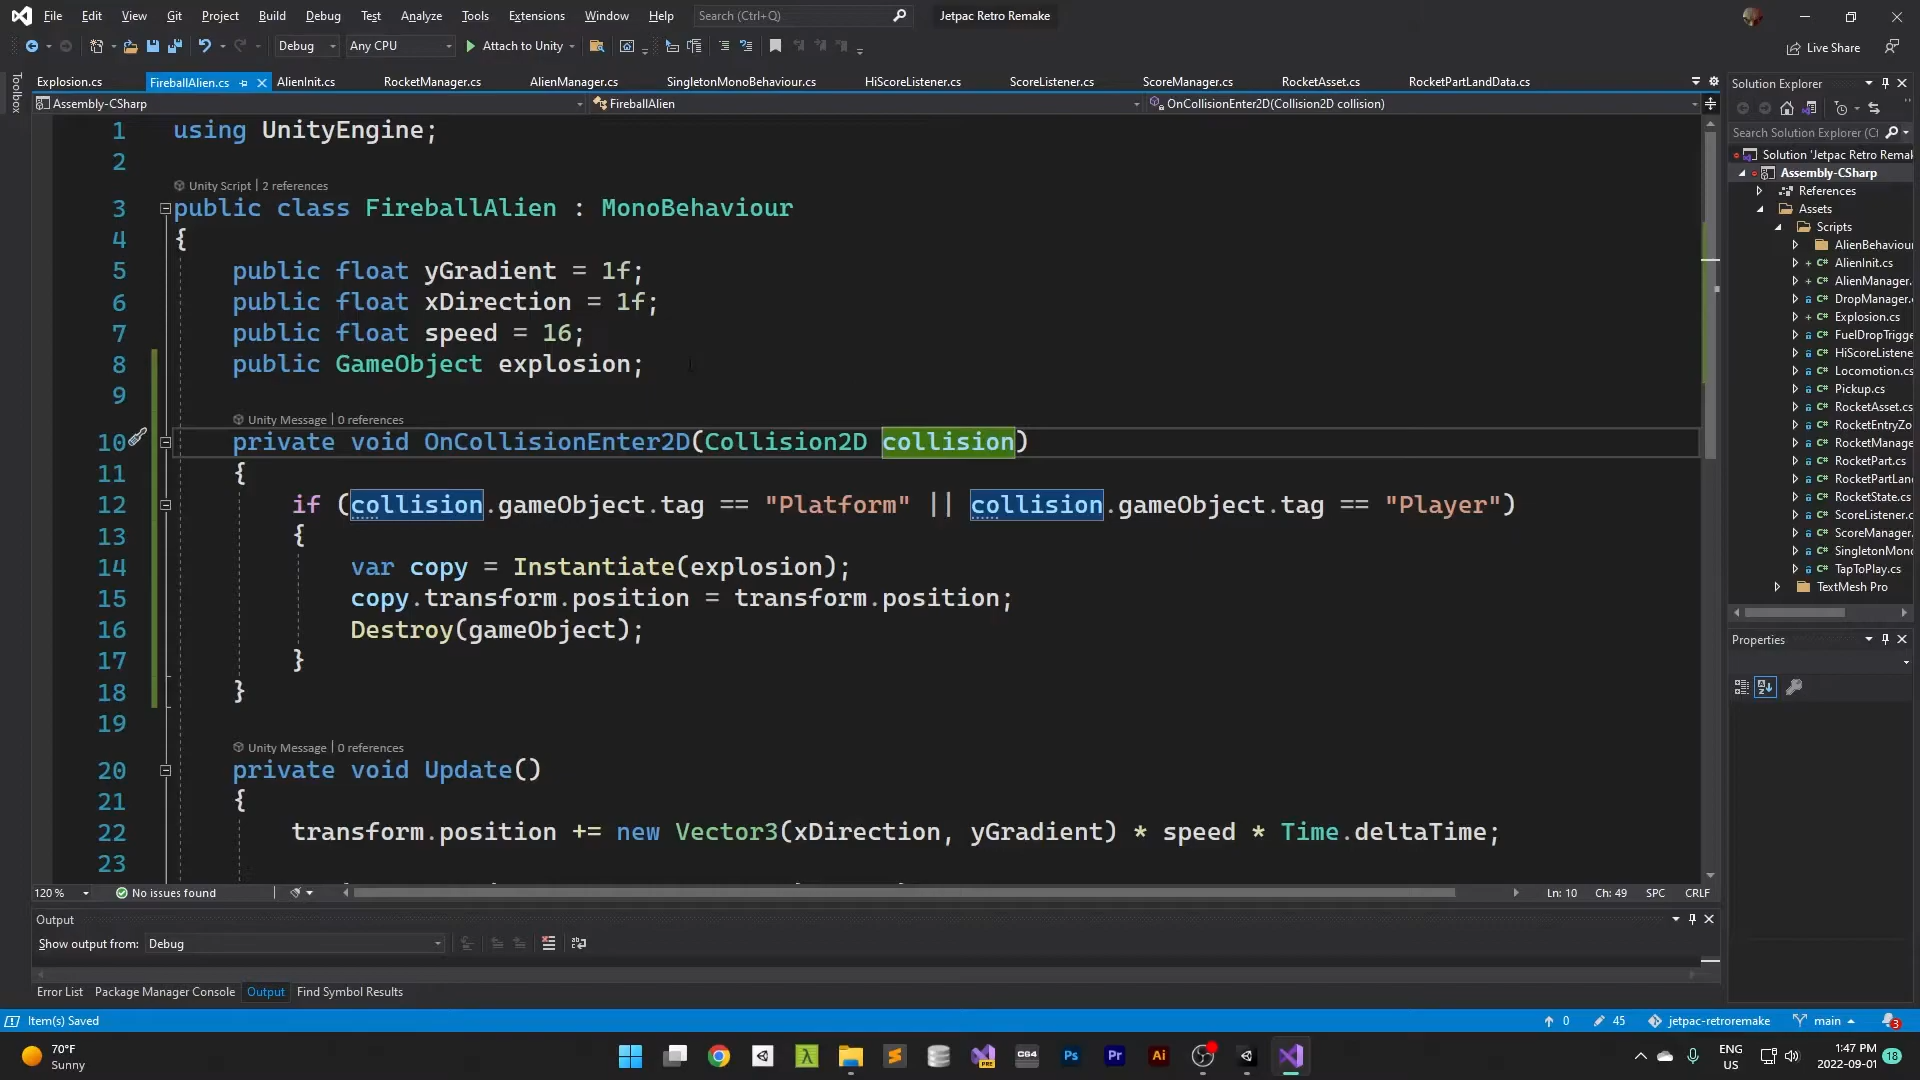 File Edit View Git Project Build Debug Test Analyze Tools Extensions Window Help Search (Ctrl+Q) Jetpac Retro Remake
Debug Any CPU Attach to Unity Live Share
Toolbox
Explosion.cs FireballAlien.cs AlienInit.cs RocketManager.cs AlienManager.cs SingletonMonoBehaviour.cs HiScoreListener.cs ScoreListener.cs ScoreManager.cs RocketAsset.cs RocketPartLandData.cs
Assembly-CSharp FireballAlien OnCollisionEnter2D(Collision2D collision)
1 using UnityEngine;
2
Unity Script | 2 references
3 public class FireballAlien : MonoBehaviour
4 {
5 public float yGradient = 1f;
6 public float xDirection = 1f;
7 public float speed = 16;
8 public GameObject explosion;
9
Unity Message | 0 references
10 private void OnCollisionEnter2D(Collision2D collision)
11 {
12 if (collision.gameObject.tag == "Platform" || collision.gameObject.tag == "Player")
13 {
14 var copy = Instantiate(explosion);
15 copy.transform.position = transform.position;
16 Destroy(gameObject);
17 }
18 }
19
Unity Message | 0 references
20 private void Update()
21 {
22 transform.position += new Vector3(xDirection, yGradient) * speed * Time.deltaTime;
23
120 % No issues found Ln: 10 Ch: 49 SPC CRLF
Output
Show output from: Debug
Error List Package Manager Console Output Find Symbol Results
Solution Explorer
Search Solution Explorer (Ct
Solution 'Jetpac Retro Remak
Assembly-CSharp
References
Assets
Scripts
AlienBehaviour
AlienInit.cs
AlienManager.
DropManager.c
Explosion.cs
FuelDropTrigge
HiScoreListene
Locomotion.cs
Pickup.cs
RocketAsset.cs
RocketEntryZo
RocketManage
RocketPart.cs
RocketPartLan
RocketState.cs
ScoreListener.c
ScoreManager.
SingletonMono
TapToPlay.cs
TextMesh Pro
Properties
Item(s) Saved 0 45 jetpac-retroremake main 3
70°F
Sunny
PRE CG4 Ps Pr Ai
ENG
US
1:47 PM
2022-09-01
18